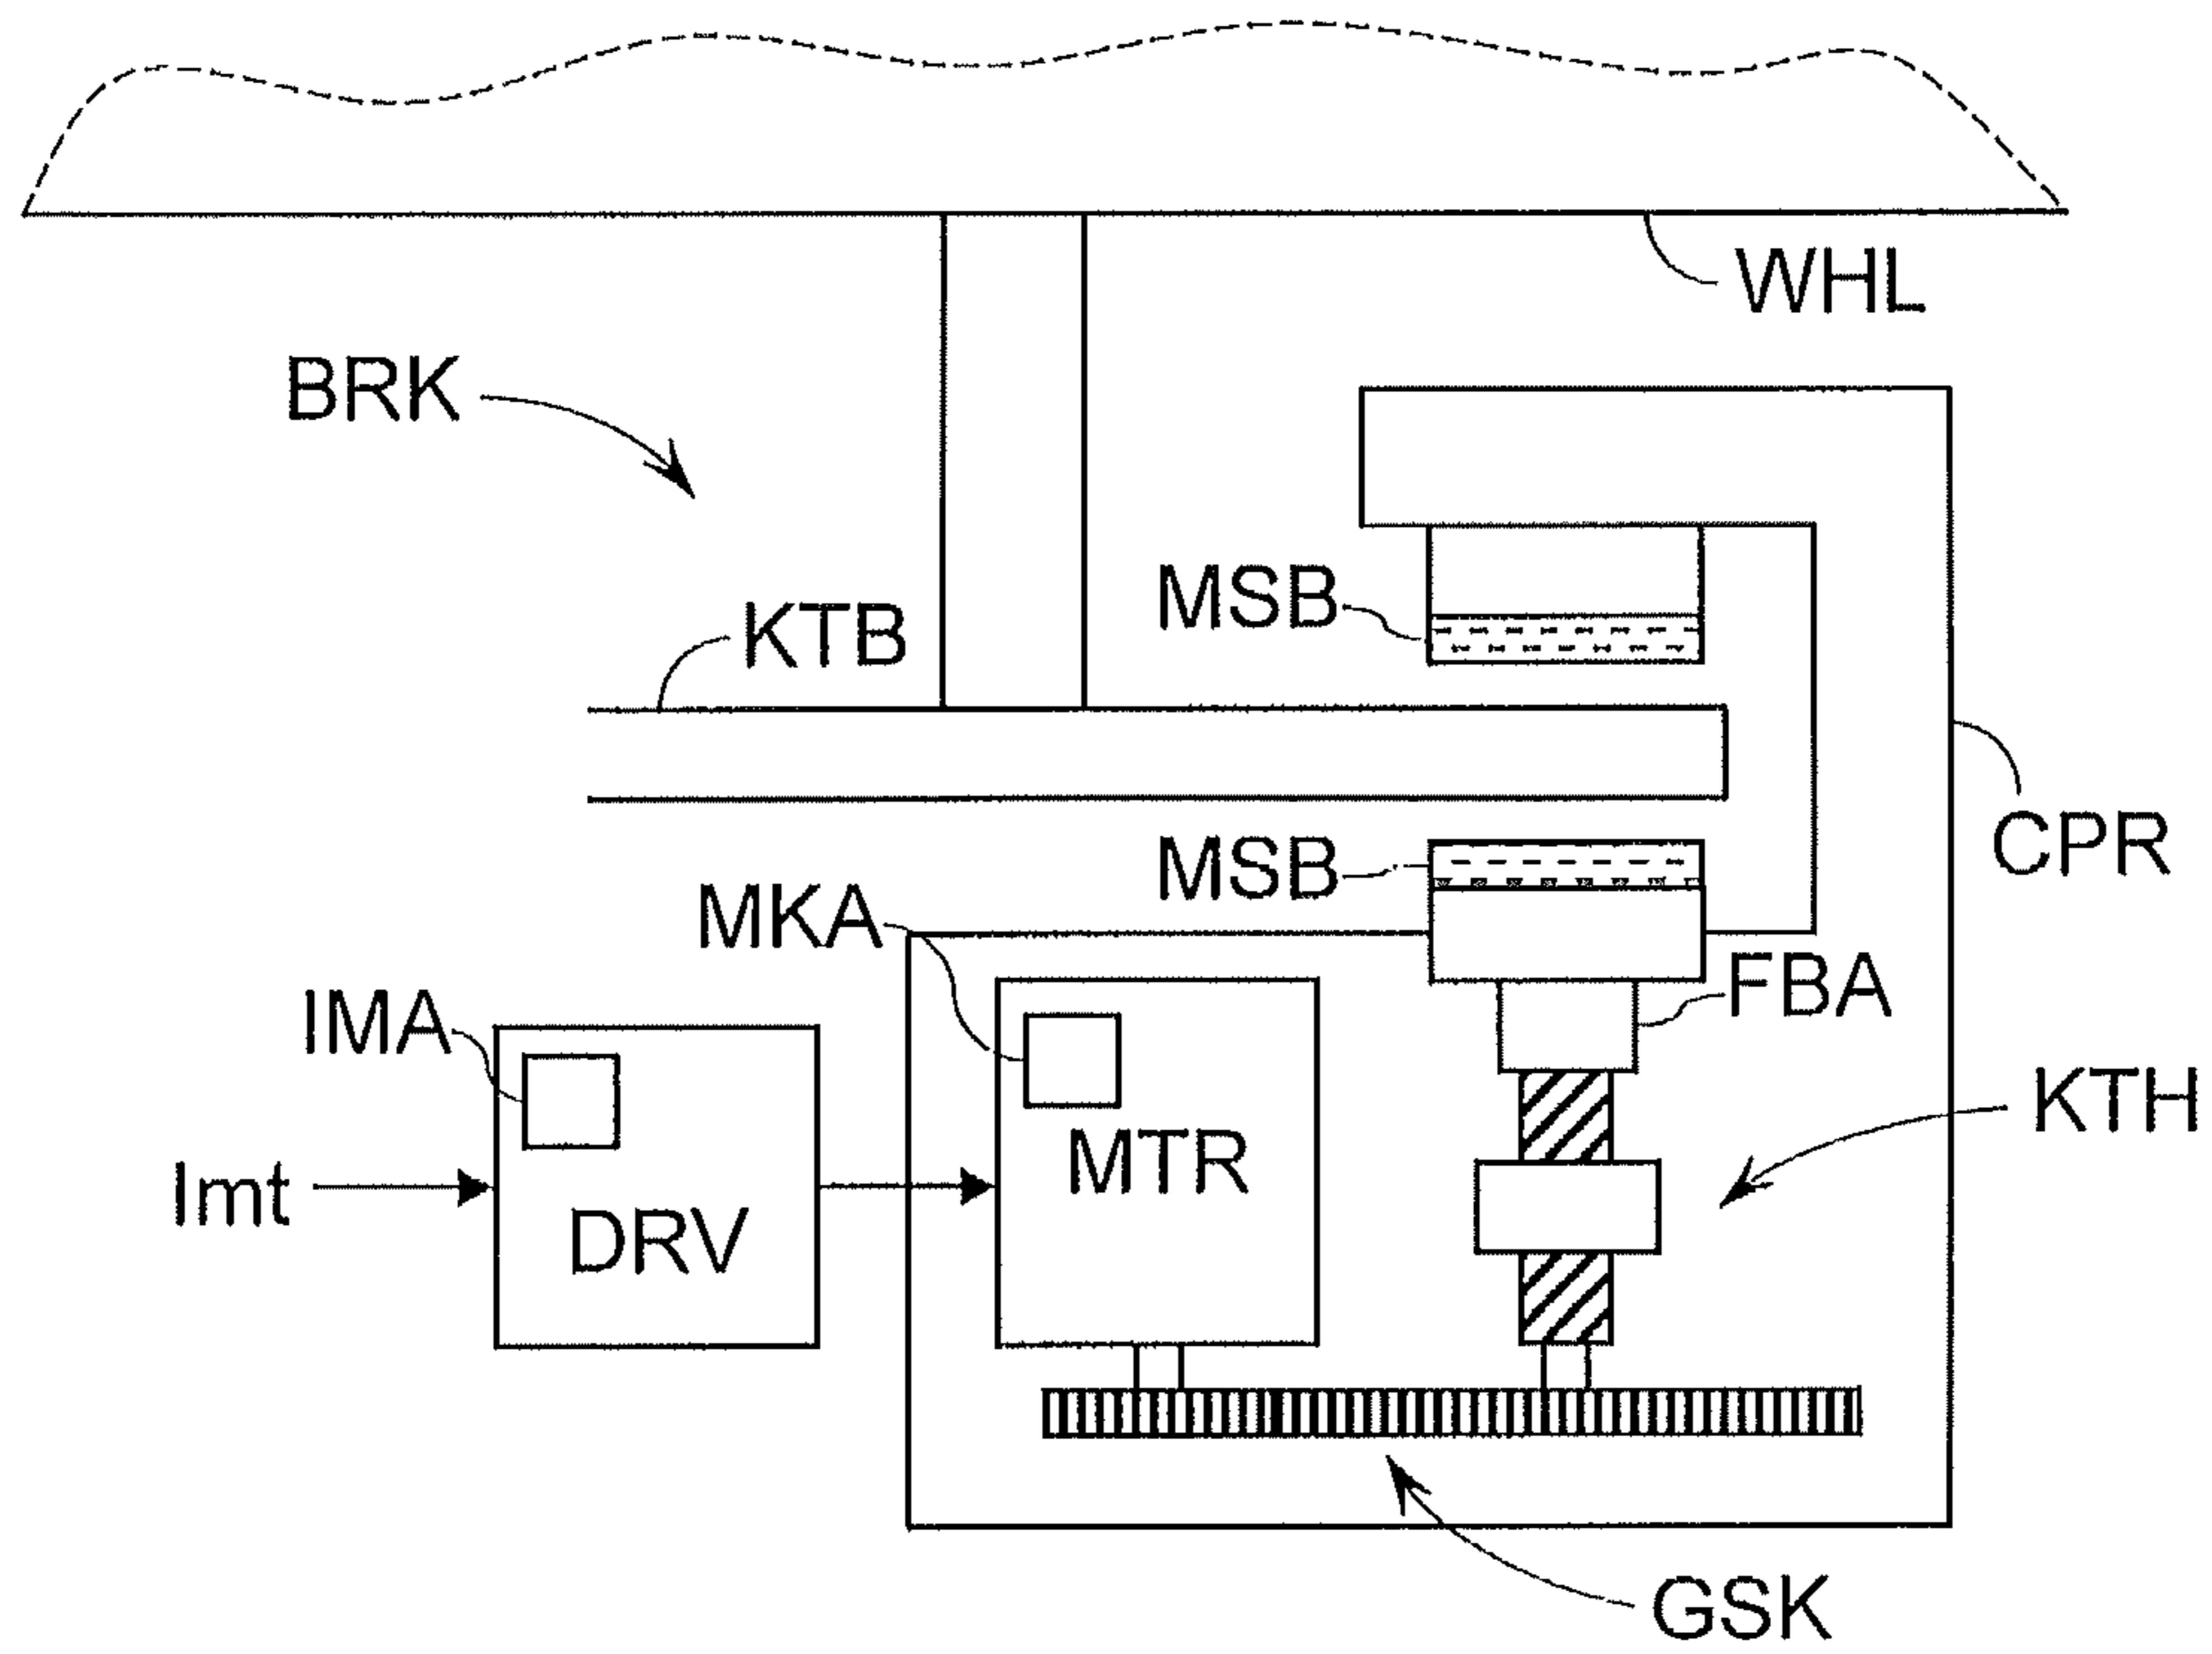 WHL
BRK
MSB
KTB
CPR
MSB
MKA
FBA
IMA
KTH
MTR
Imt
DRV
GSK